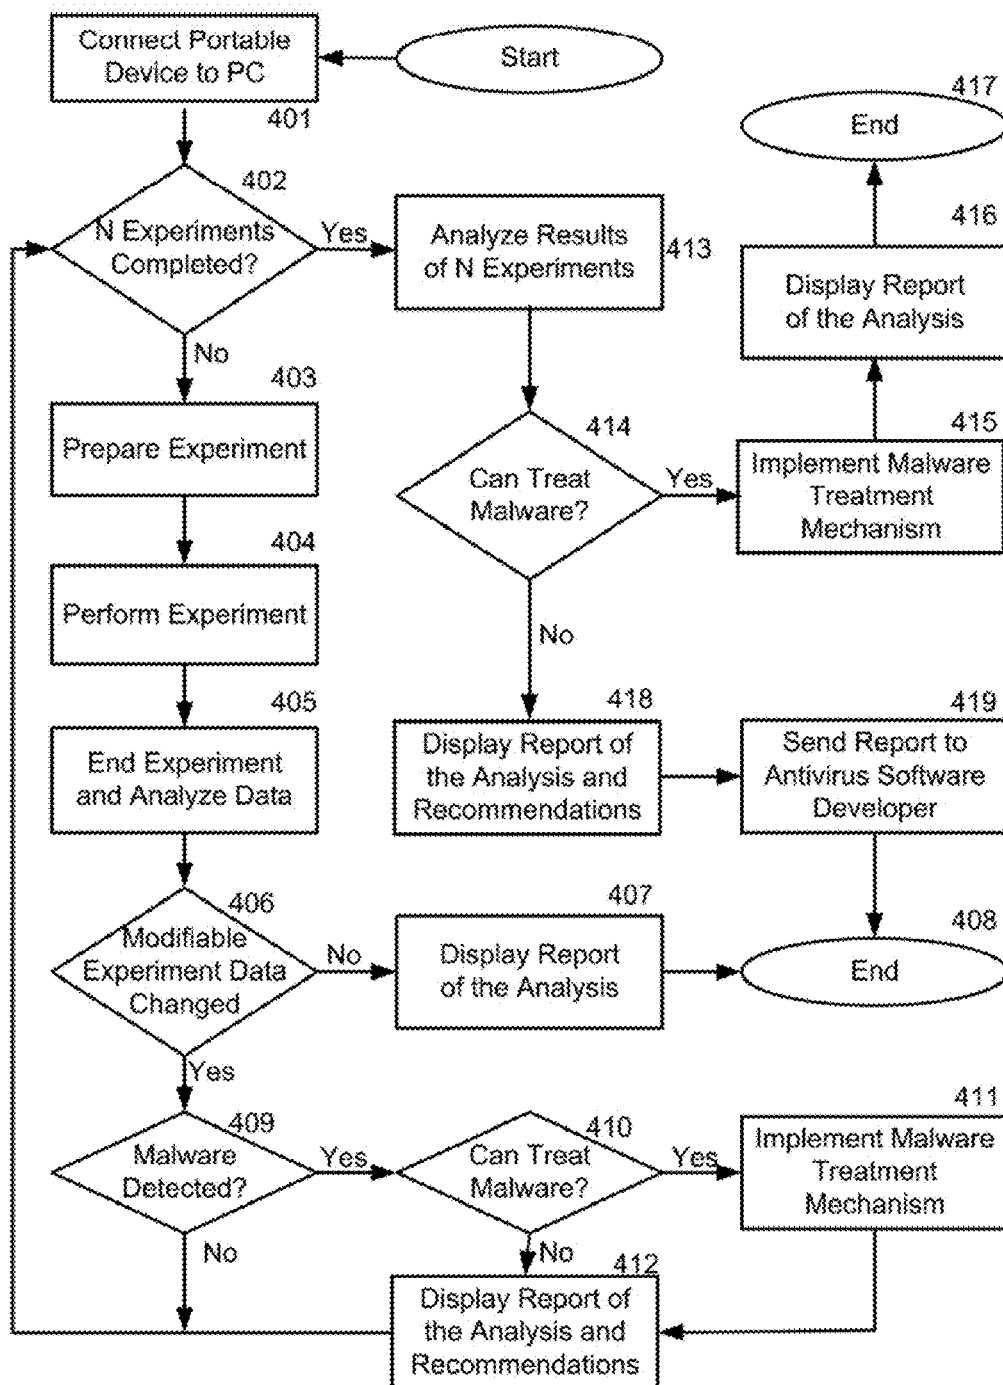 Connect Portable
Device to PC
401
Start
402
N Experiments
Completed?
Yes
No
Analyze Results
of N Experiments
413
417
End
416
Display Report
of the Analysis
415
Implement Malware
Treatment
Mechanism
414
Can Treat
Malware?
Yes
No
403
Prepare Experiment
404
Perform Experiment
405
End Experiment
and Analyze Data
418
Display Report of
the Analysis and
Recommendations
419
Send Report to
Antivirus Software
Developer
406
Modifiable
Experiment Data
Changed
No
Yes
407
Display Report
of the Analysis
408
End
409
Malware
Detected?
Yes
No
410
Can Treat
Malware?
Yes
No
411
Implement Malware
Treatment
Mechanism
412
Display Report of
the Analysis and
Recommendations